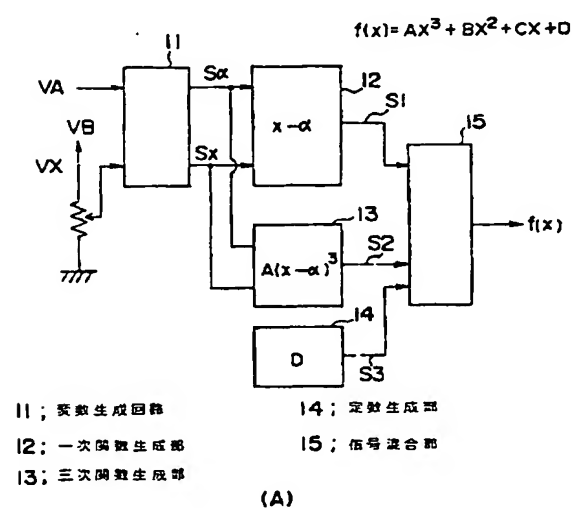 f(x)=AX³+BX²+CX+D
11
VA
Sα
12
x-α
S1
15
VB
VX
Sx
13
A(x-α)³
S2
f(x)
14
D
S3
11; 変数生成回路
14; 定数生成部
12; 一次関数生成部
15; 信号混合部
13; 三次関数生成部
(A)